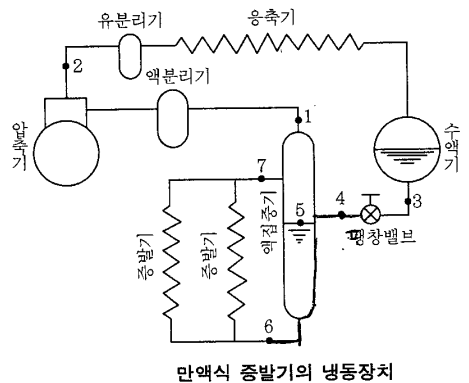 유분리기
응축기
2
액분리기
압축기
1
수액기
7
액집중기
5
4
3
팽창밸브
증발기
증발기
6
만액식 증발기의 냉동장치